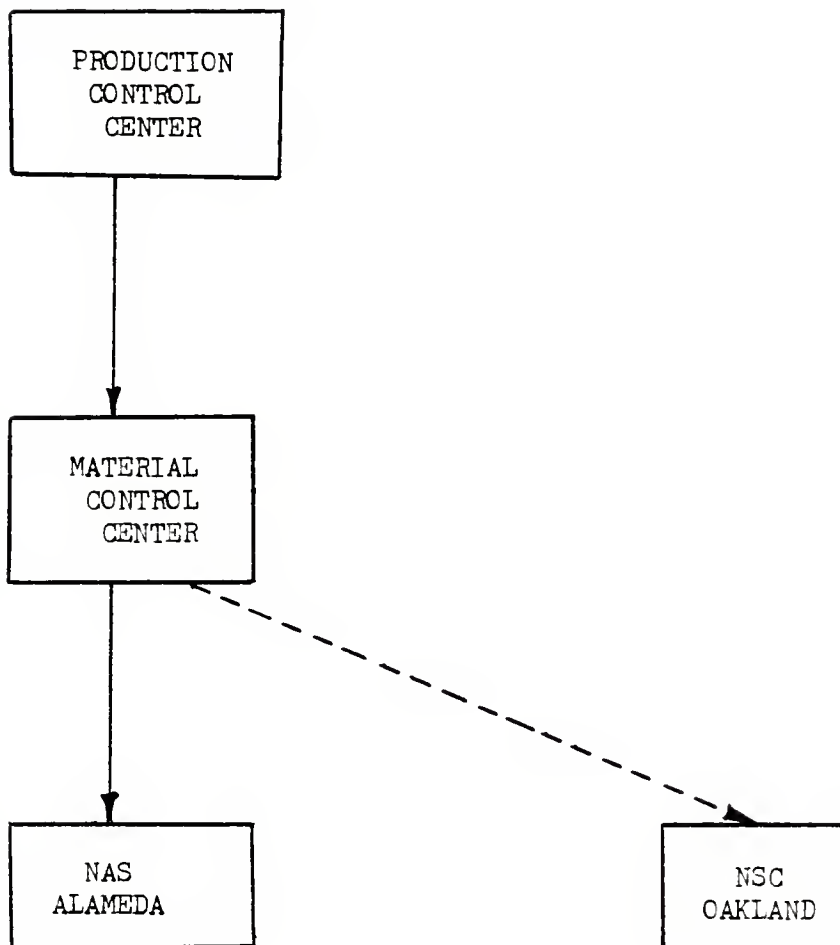 PRODUCTION
CONTROL
CENTER
MATERIAL
CONTROL
CENTER
NAS
ALAMEDA
NSC
OAKLAND